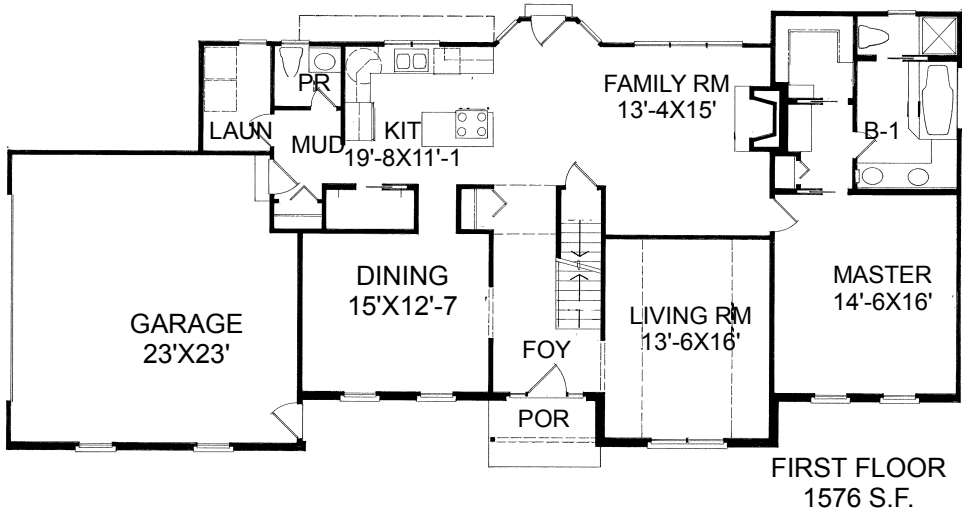 PR
FAMILY RM
13'-4X15'
LAUN
MUD
KIT
19'-8X11'-1
B-1
DINING
15'X12'-7
MASTER
14'-6X16'
GARAGE
23'X23'
LIVING RM
13'-6X16'
FOY
POR
FIRST FLOOR
1576 S.F.